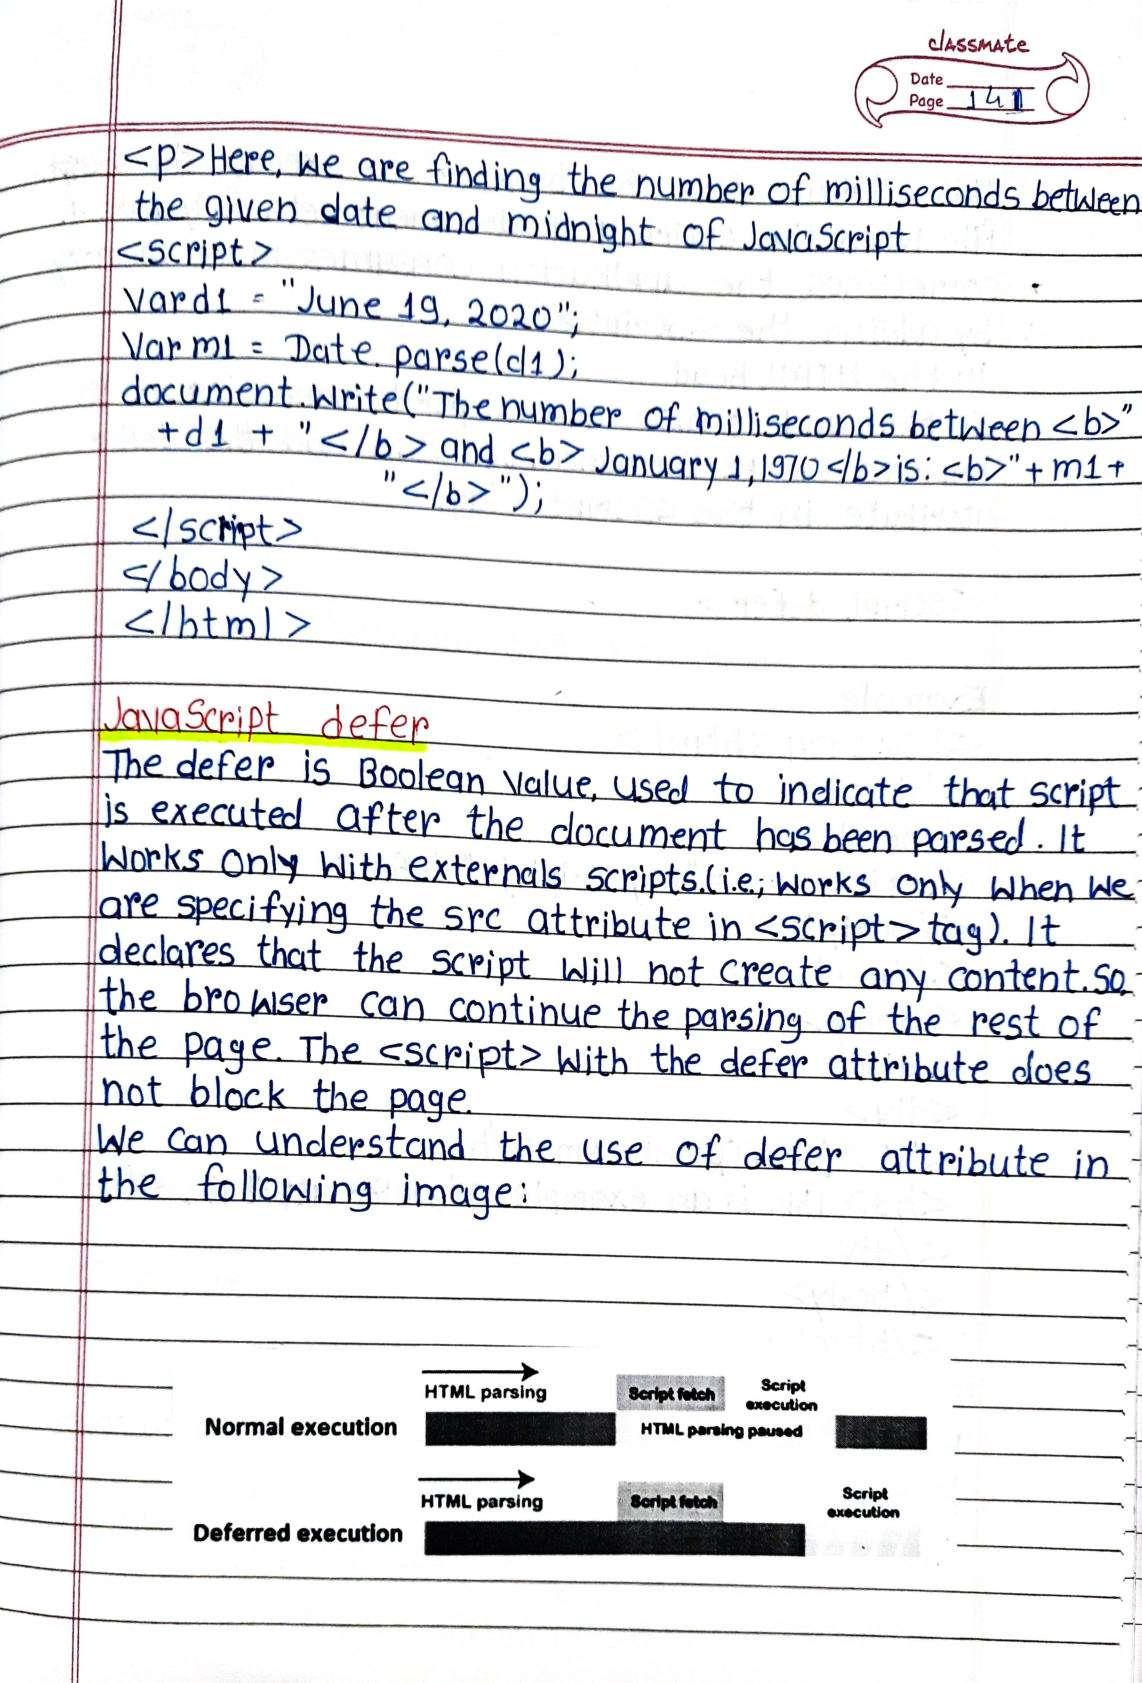 classmate
Date
Page 141
<p>Here, we are finding the number of milliseconds between
the given date and midnight of JavaScript
<script>
Var d1 = "June 19, 2020";
Var m1 = Date.parse(d1);
document.write("The number of milliseconds between <b>"
+d1 + "</b> and <b> January 1, 1970</b>is: <b>"+ m1+
"</b>");
</script>
</body>
</html>
JavaScript defer
The defer is Boolean value, used to indicate that script
is executed after the document has been parsed. It
works only with externals scripts.(i.e; works only when we
are specifying the src attribute in <script> tag). It
declares that the script will not create any content. So
the browser can continue the parsing of the rest of
the page. The <script> with the defer attribute does
not block the page.
We can understand the use of defer attribute in
the following image:
HTML parsing Script fetch Script
execution
Normal execution HTML parsing paused
HTML parsing Script fetch Script
execution
Deferred execution